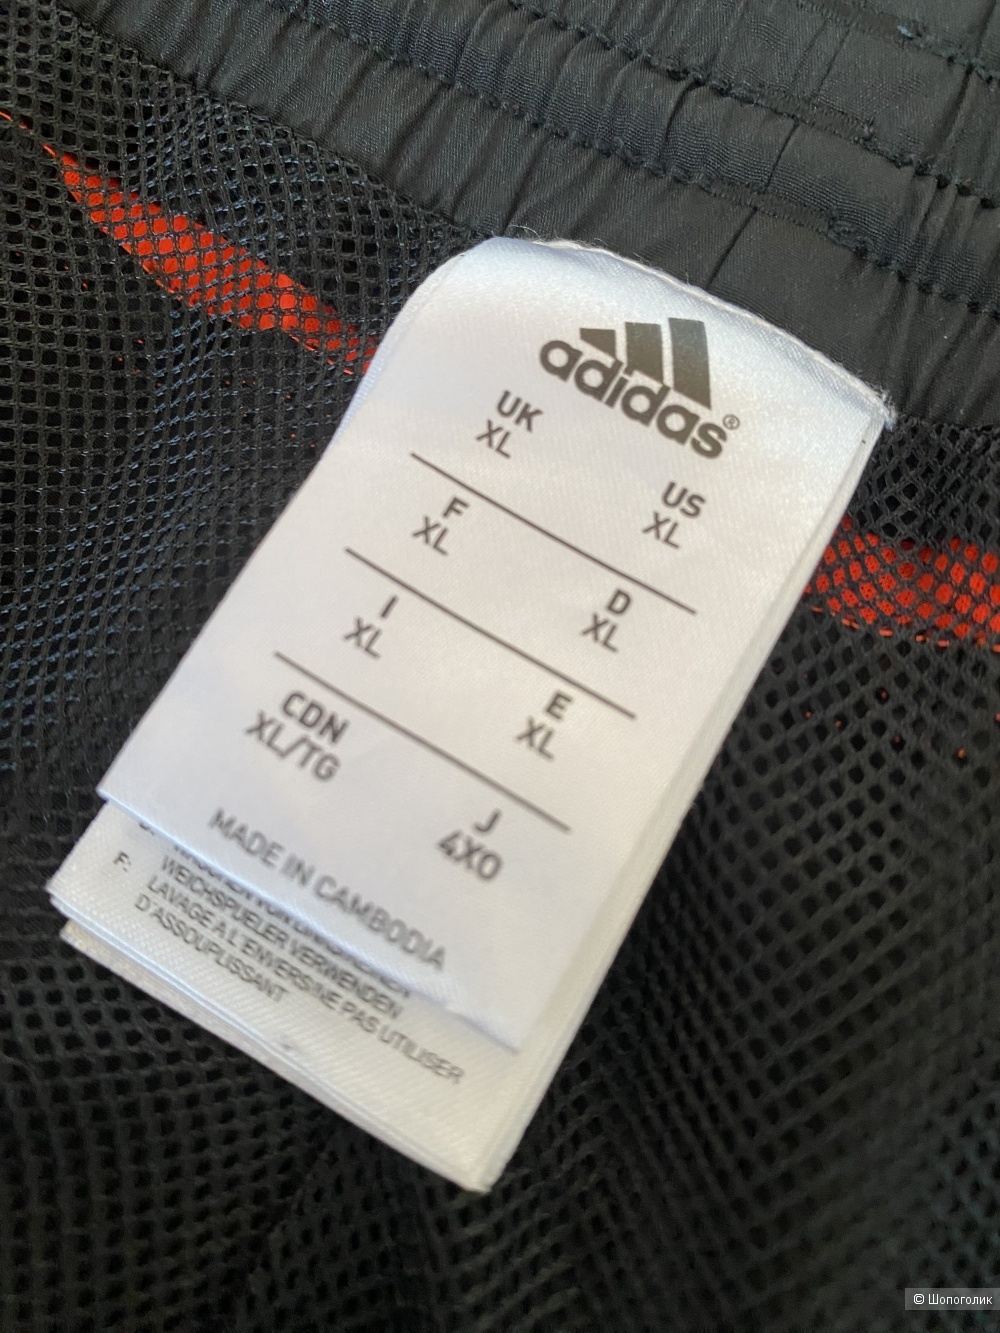 adidas®
UK US
XL XL
F D
XL XL
I E
XL XL
CDN J
XL/TG 4XO
MADE IN CAMBODIA
WEICHSPUELER VERWENDEN
F: LAVAGE A L'ENVERS/NE PAS UTILISER
D'ASSOUPLISSANT
© Шопоголик